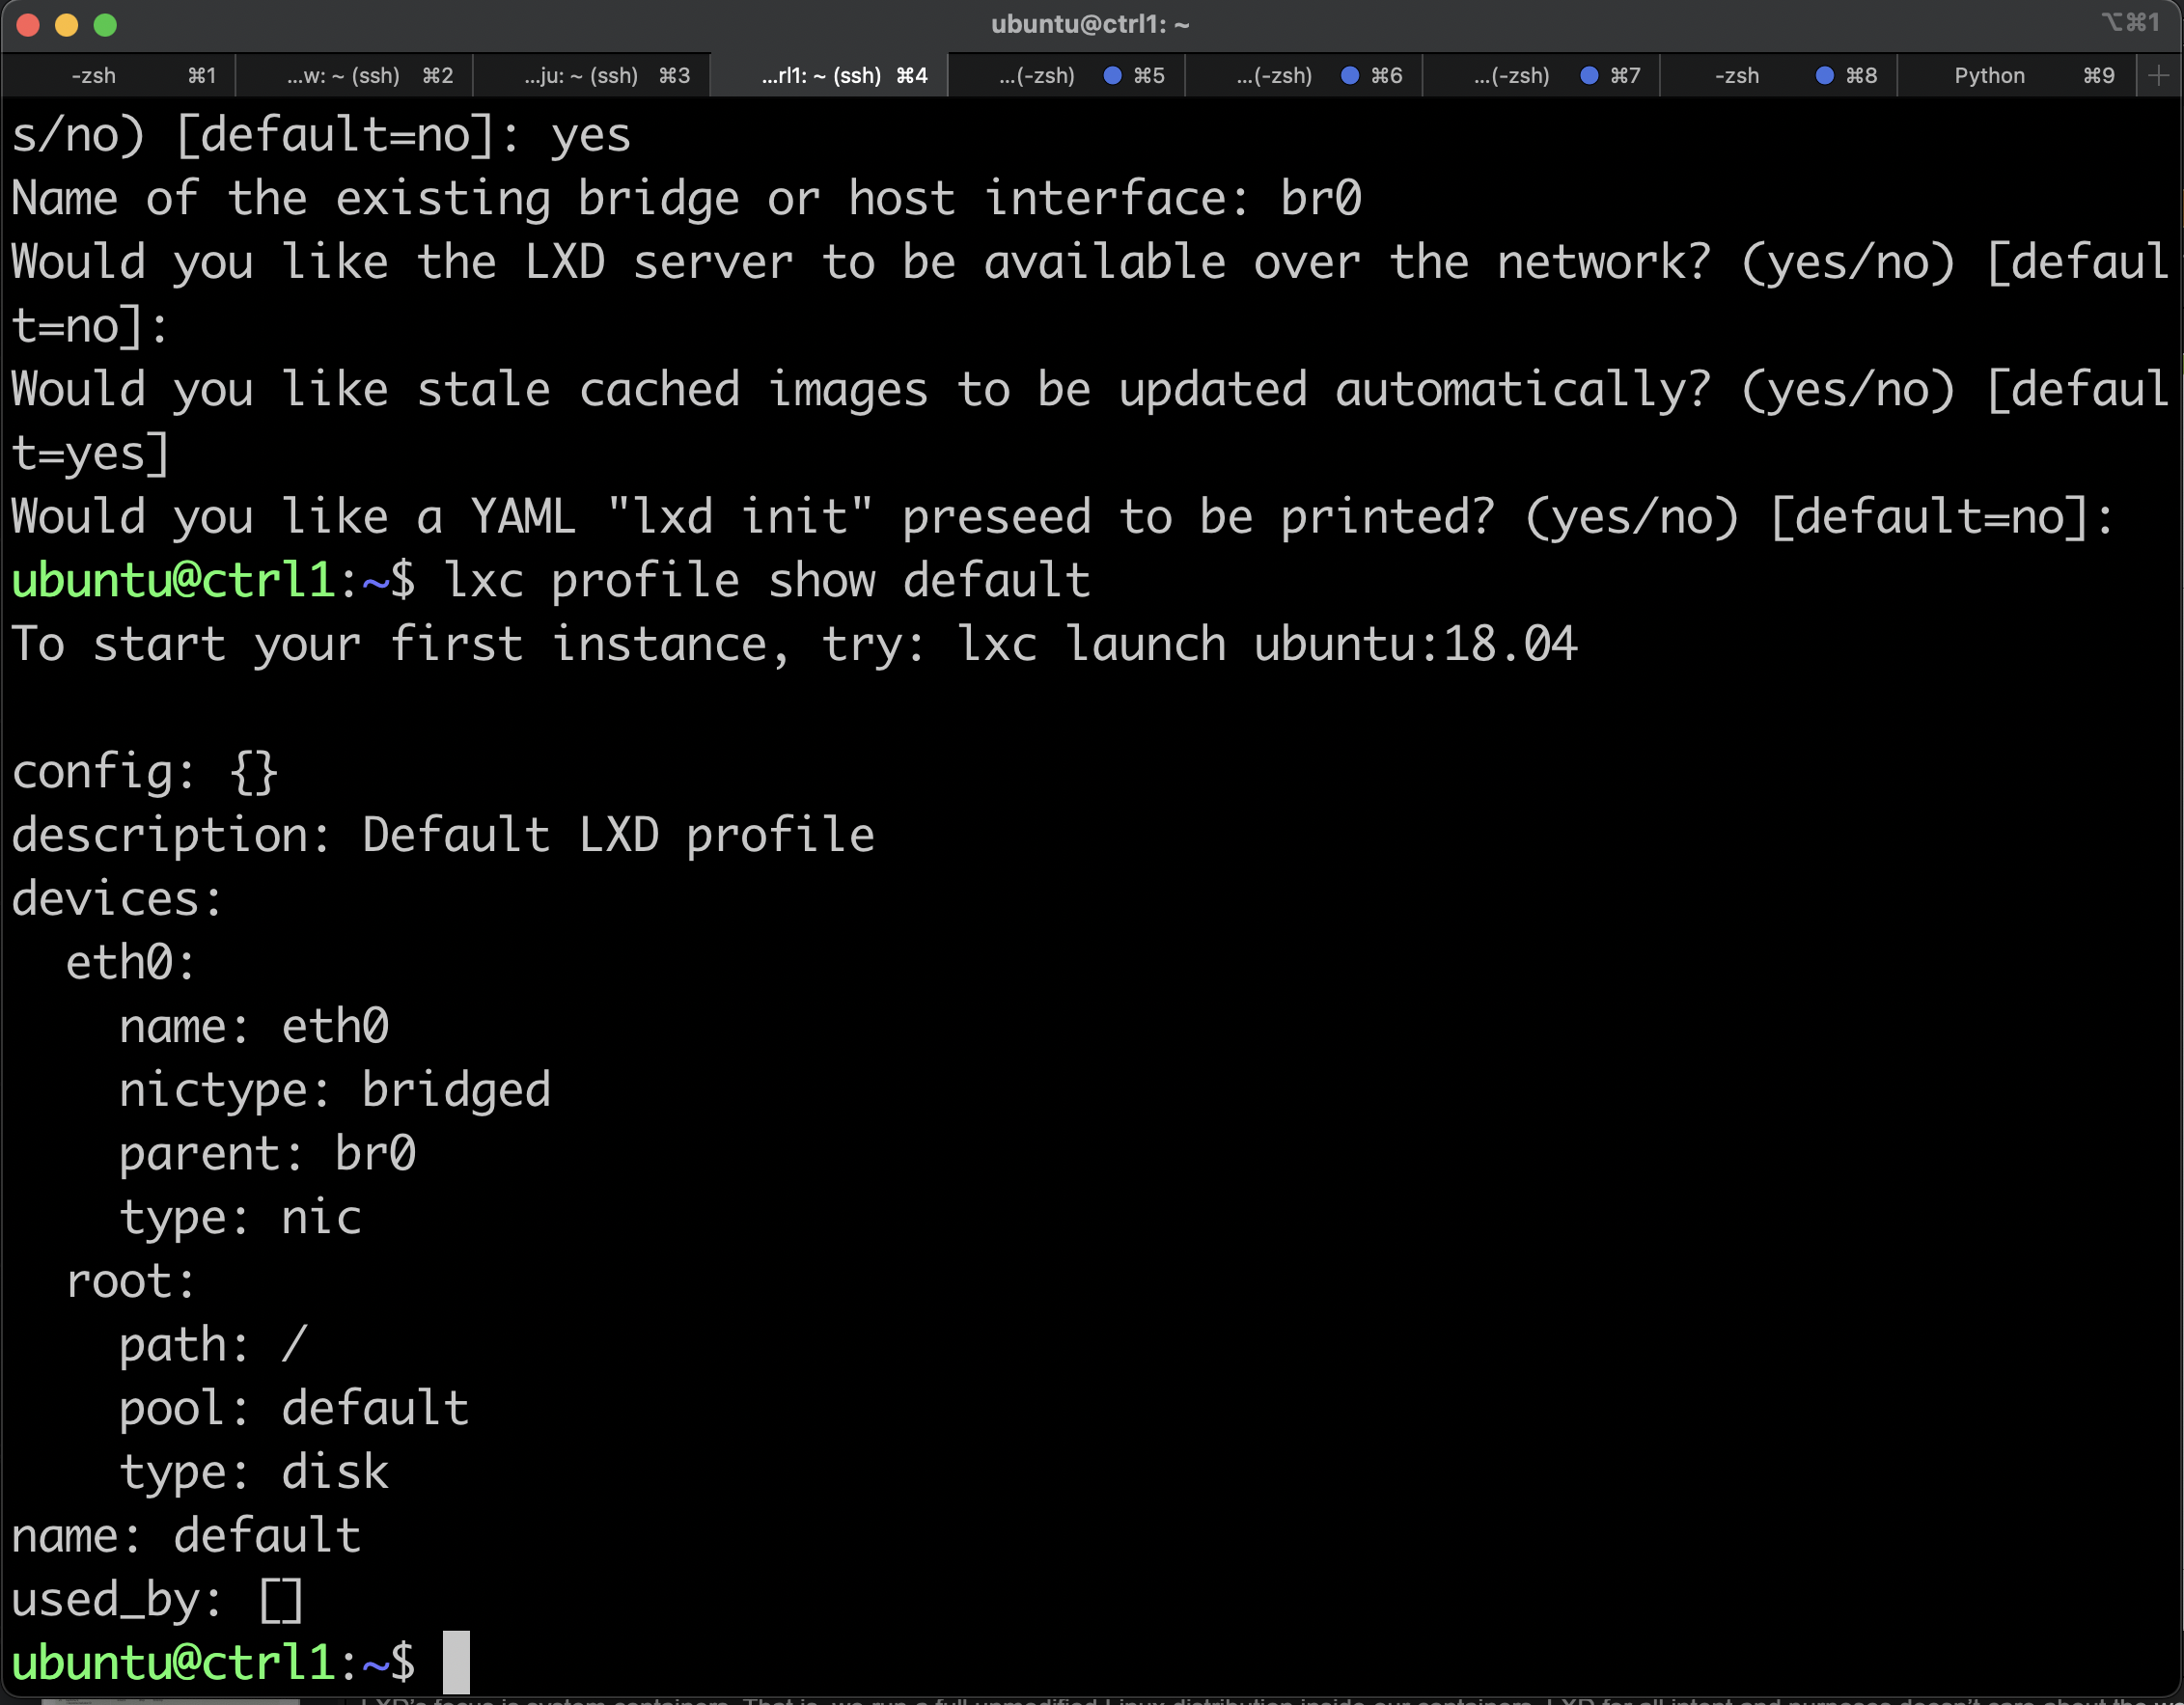 ubuntu@ctrl1: ~
⌥⌘1
-zsh ⌘1 ...w: ~ (ssh) ⌘2 ...ju: ~ (ssh) ⌘3 ...rl1: ~ (ssh) ⌘4 ...(-zsh) ⌘5 ...(-zsh) ⌘6 ...(-zsh) ⌘7 -zsh ⌘8 Python ⌘9
s/no) [default=no]: yes
Name of the existing bridge or host interface: br0
Would you like the LXD server to be available over the network? (yes/no) [defaul
t=no]:
Would you like stale cached images to be updated automatically? (yes/no) [defaul
t=yes]
Would you like a YAML "lxd init" preseed to be printed? (yes/no) [default=no]:
ubuntu@ctrl1:~$ lxc profile show default
To start your first instance, try: lxc launch ubuntu:18.04
config: {}
description: Default LXD profile
devices:
  eth0:
    name: eth0
    nictype: bridged
    parent: br0
    type: nic
  root:
    path: /
    pool: default
    type: disk
name: default
used_by: []
ubuntu@ctrl1:~$